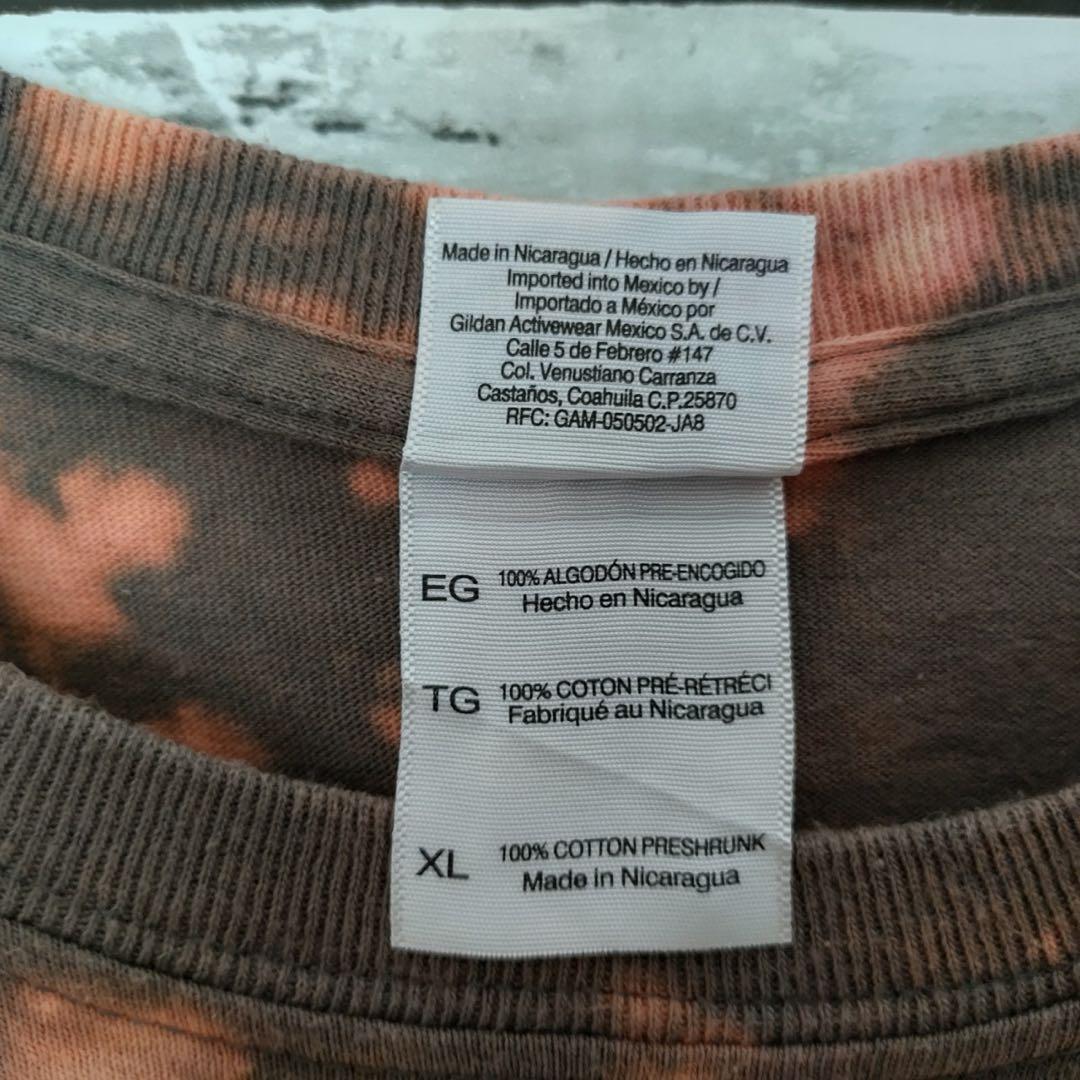 Made in Nicaragua / Hecho en Nicaragua
Imported into Mexico by /
Importado a México por
Gildan Activewear Mexico S.A. de C.V.
Calle 5 de Febrero #147
Col. Venustiano Carranza
Castaños, Coahuila C.P.25870
RFC: GAM-050502-JA8
EG 100% ALGODÓN PRE-ENCOGIDO
Hecho en Nicaragua
TG 100% COTON PRÉ-RÉTRÉCI
Fabriqué au Nicaragua
XL 100% COTTON PRESHRUNK
Made in Nicaragua